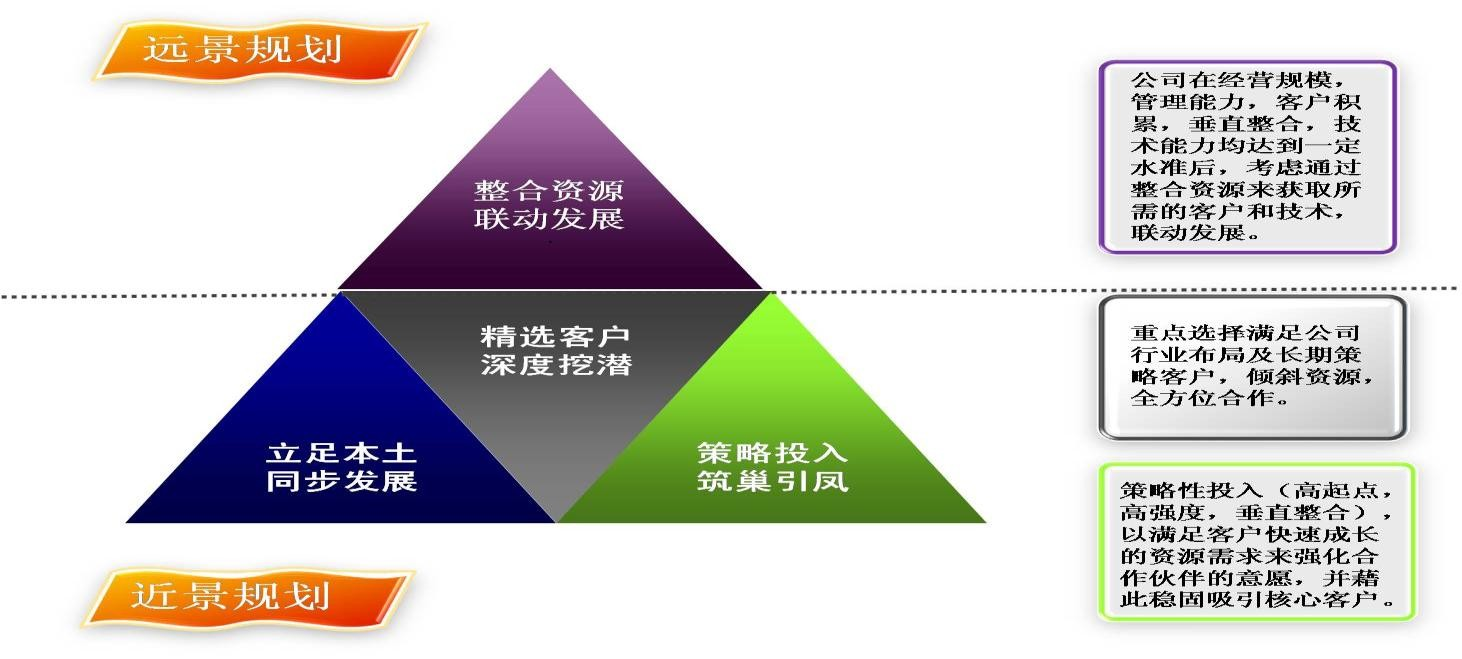 远景规划
整合资源
联动发展
公司在经营规模，
管理能力，客户积
累，垂直整合，技
术能力均达到一定
水准后，考虑通过
整合资源来获取所
需的客户和技术，
联动发展。
精选客户
深度挖潜
重点选择满足公司
行业布局及长期策
略客户，倾斜资源，
全方位合作。
立足本土
同步发展
策略投入
筑巢引凤
策略性投入（高起点，
高强度，垂直整合），
以满足客户快速成长
的资源需求来强化合
作伙伴的意愿，并藉
此稳固吸引核心客户。
近景规划